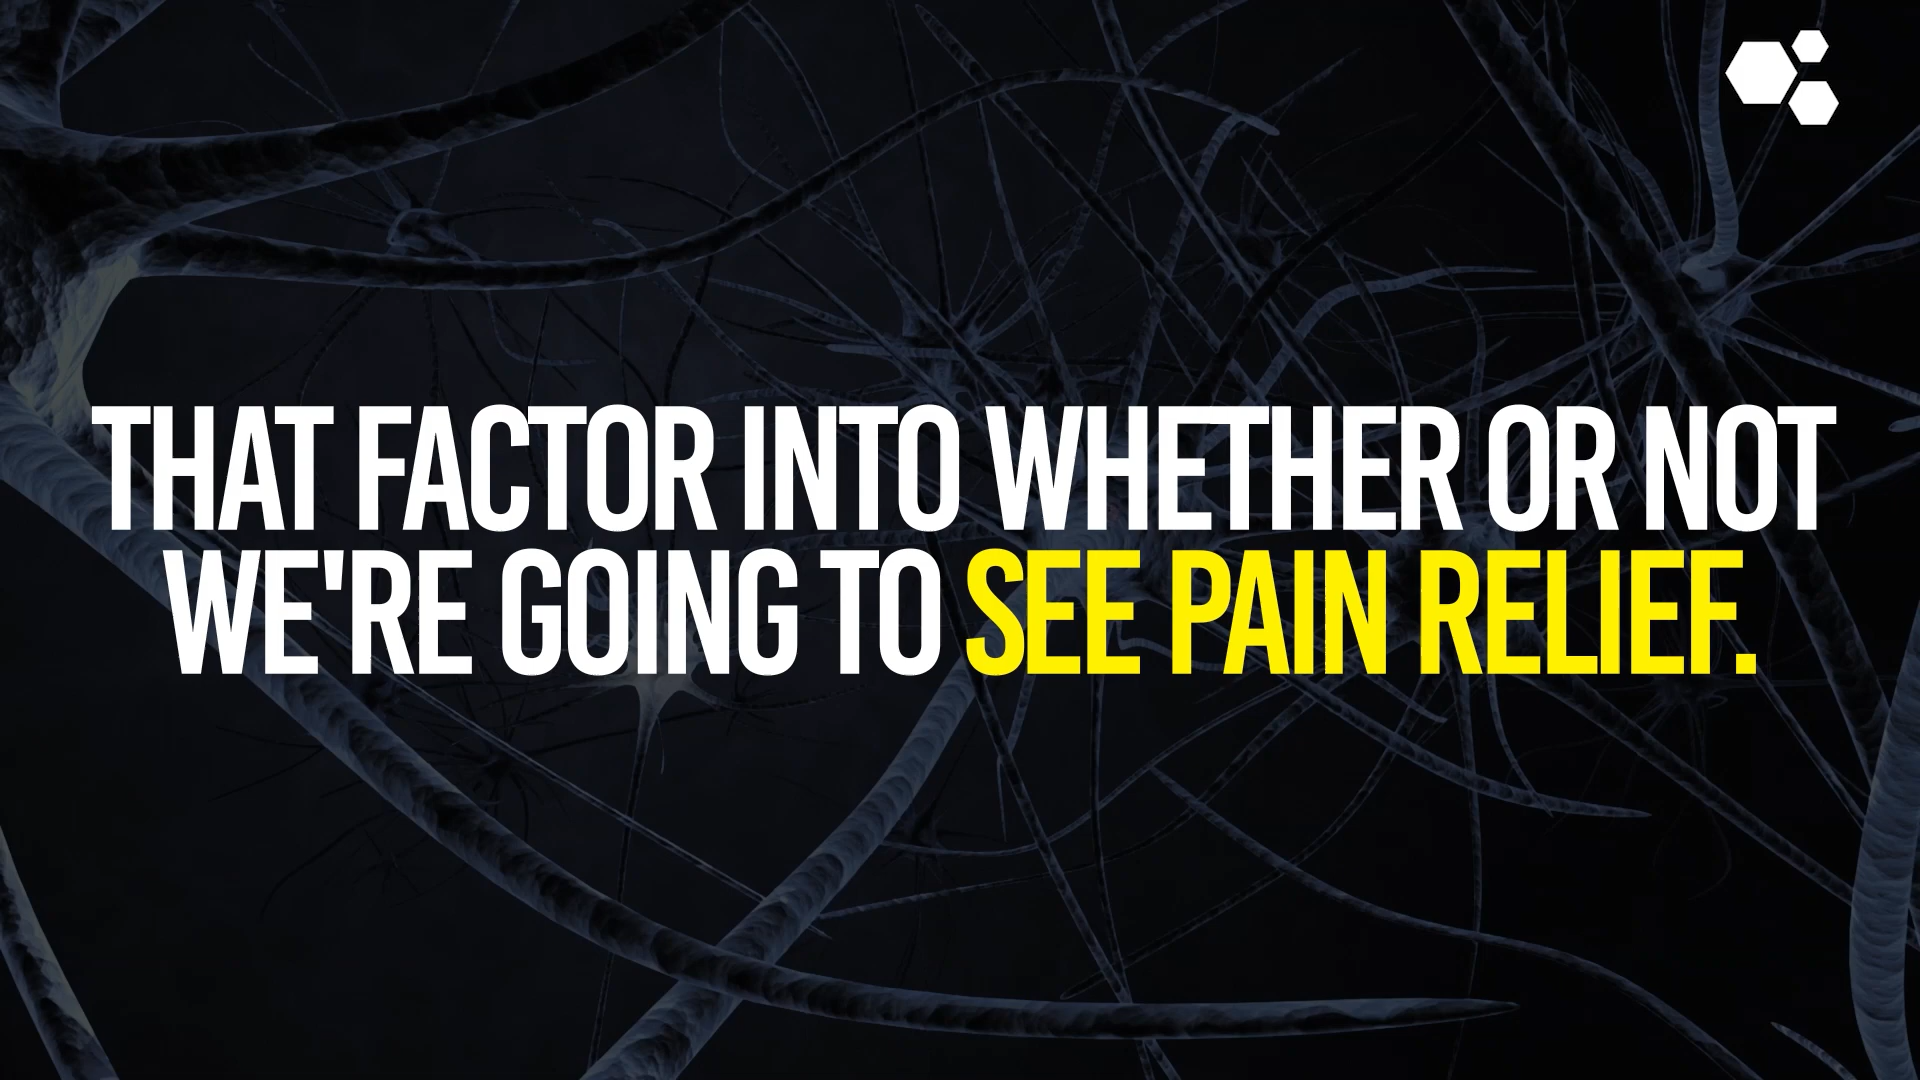 THAT FACTOR INTO WHETHER OR NOT
WE'RE GOING TO SEE PAIN RELIEF.